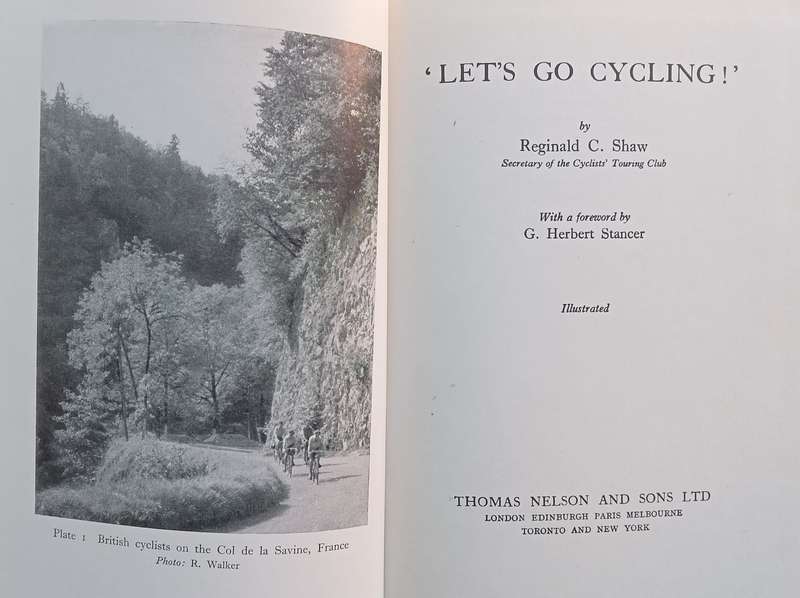 Plate 1 British cyclists on the Col de la Savine, France
Photo: R. Walker
‘LET'S GO CYCLING!’
by
Reginald C. Shaw
Secretary of the Cyclists' Touring Club
With a foreword by
G. Herbert Stancer
Illustrated
THOMAS NELSON AND SONS LTD
LONDON EDINBURGH PARIS MELBOURNE
TORONTO AND NEW YORK